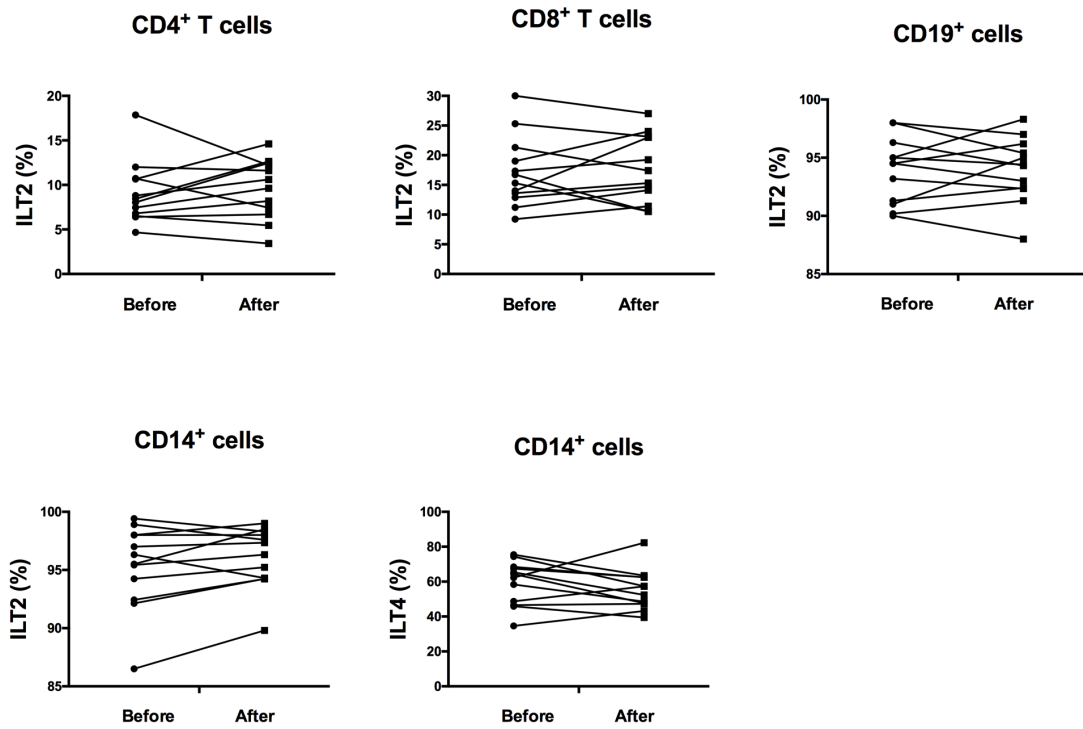 CD4⁺ T cells
ILT2 (%)
20
15
10
5
0
Before After
CD8⁺ T cells
ILT2 (%)
30
25
20
15
10
5
0
Before After
CD19⁺ cells
ILT2 (%)
100
95
90
85
Before After
CD14⁺ cells
ILT2 (%)
100
95
90
85
Before After
CD14⁺ cells
ILT4 (%)
100
80
60
40
20
0
Before After